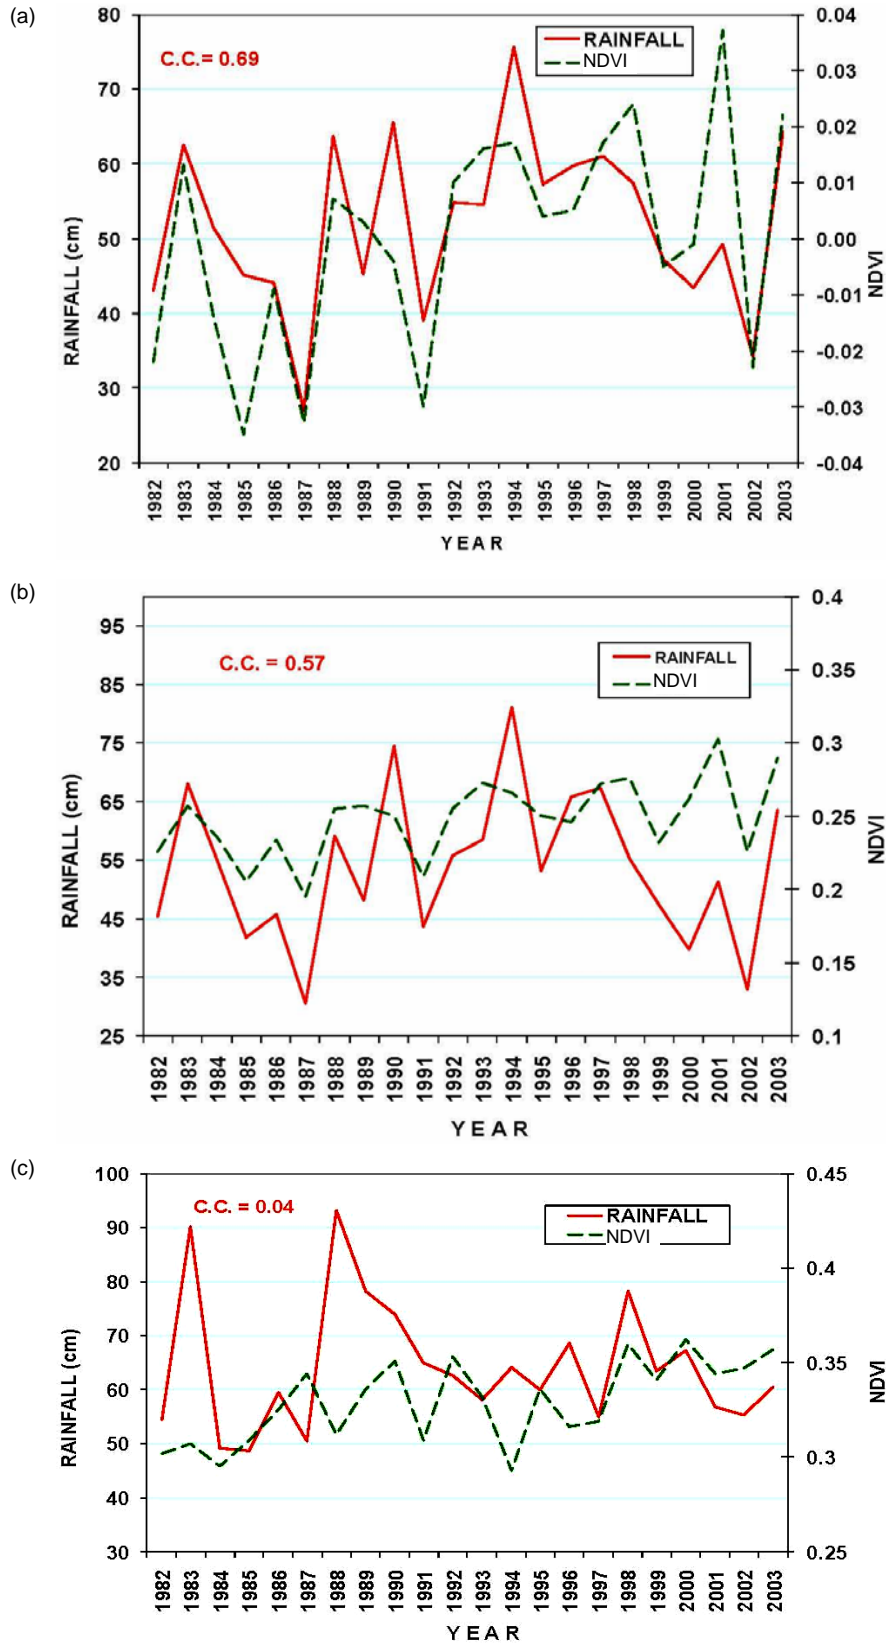 (a)
80
70
60
50
40
30
20
RAINFALL (cm)
C.C.= 0.69
RAINFALL
NDVI
0.04
0.03
0.02
0.01
0.00
-0.01
-0.02
-0.03
-0.04
NDVI
1982 1983 1984 1985 1986 1987 1988 1989 1990 1991 1992 1993 1994 1995 1996 1997 1998 1999 2000 2001 2002 2003
YEAR
(b)
95
85
75
65
55
45
35
25
RAINFALL (cm)
C.C. = 0.57
RAINFALL
NDVI
0.4
0.35
0.3
0.25
0.2
0.15
0.1
NDVI
1982 1983 1984 1985 1986 1987 1988 1989 1990 1991 1992 1993 1994 1995 1996 1997 1998 1999 2000 2001 2002 2003
YEAR
(c)
100
90
80
70
60
50
40
30
RAINFALL (cm)
C.C. = 0.04
RAINFALL
NDVI
0.45
0.4
0.35
0.3
0.25
NDVI
1982 1983 1984 1985 1986 1987 1988 1989 1990 1991 1992 1993 1994 1995 1996 1997 1998 1999 2000 2001 2002 2003
YEAR